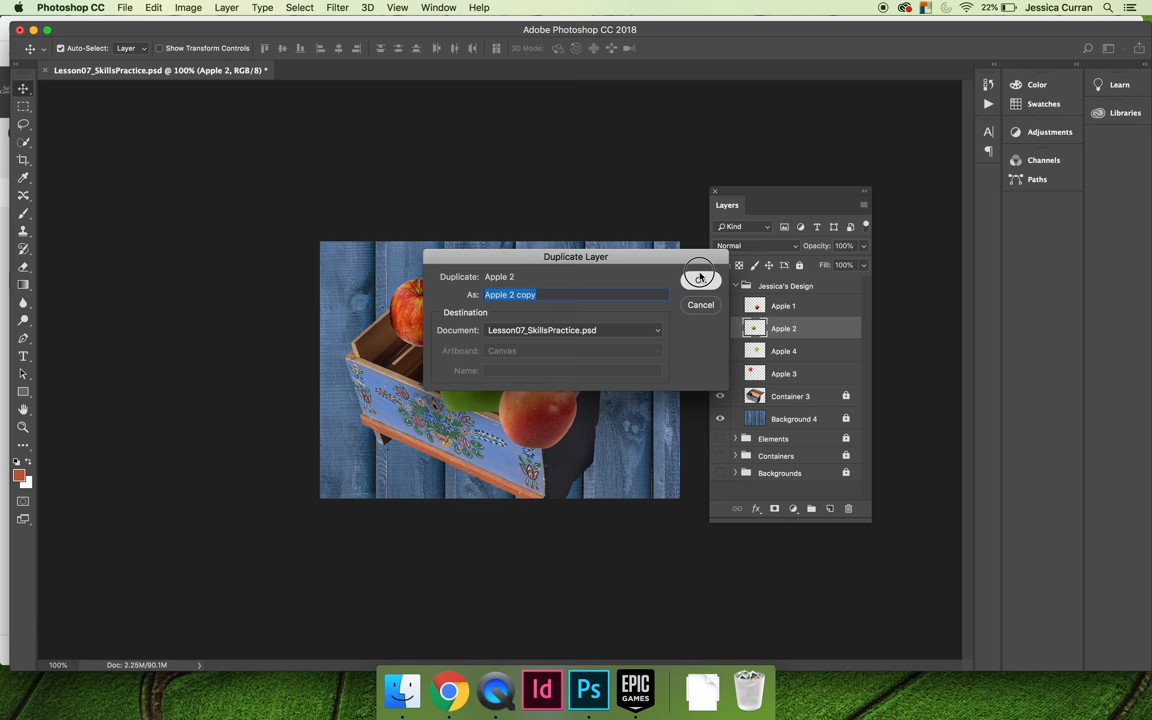 Photoshop CC File Edit Image Layer Type Select Filter 3D View Window Help 22% Jessica Curran
Adobe Photoshop CC 2018
Auto-Select: Layer Show Transform Controls 3D Mode:
Lesson07_SkillsPractice.psd @ 100% (Apple 2, RGB/8) *
Color Learn
Swatches
Libraries
Adjustments
Channels
Paths
Layers
Kind
Normal Opacity: 100%
Fill: 100%
Jessica's Design
Apple 1
Apple 2
Apple 4
Apple 3
Container 3
Background 4
Elements
Containers
Backgrounds
Duplicate Layer
Duplicate: Apple 2
As: Apple 2 copy
Cancel
Destination
Document: Lesson07_SkillsPractice.psd
Artboard: Canvas
Name:
100% Doc: 2.25M/90.1M
Id Ps EPIC GAMES